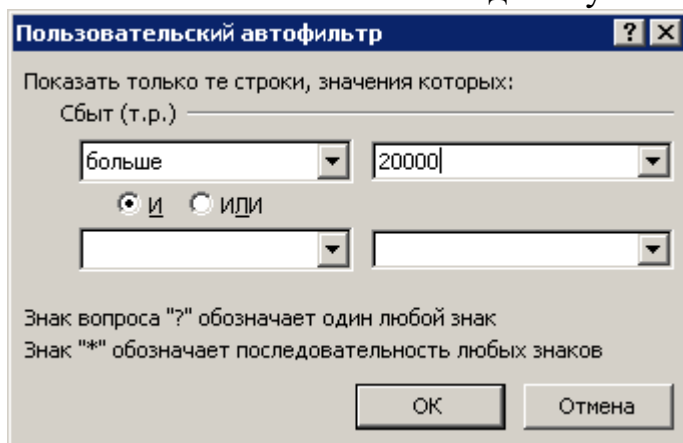 Пользовательский автофильтр
Показать только те строки, значения которых:
Сбыт (т.р.)
больше 20000
И ИЛИ
Знак вопроса "?" обозначает один любой знак
Знак "*" обозначает последовательность любых знаков
ОК Отмена